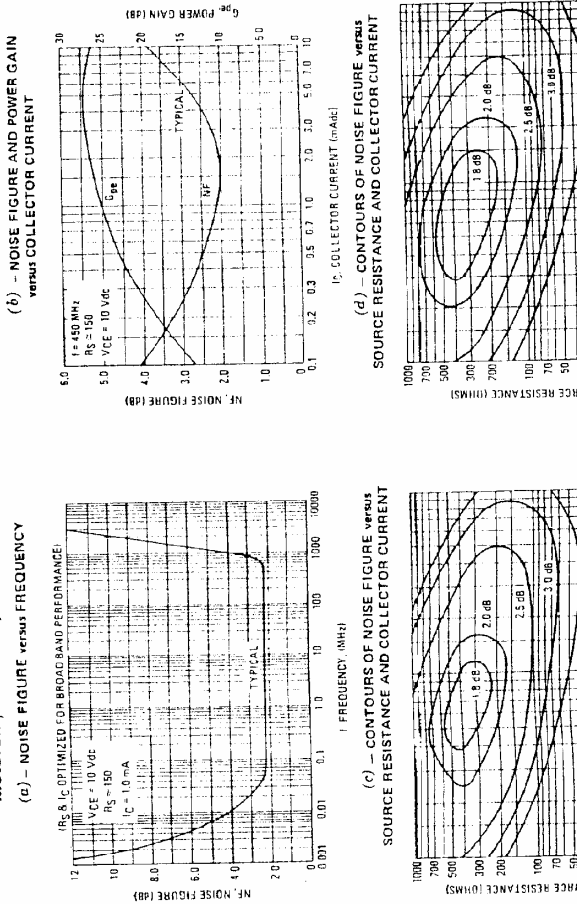 (a) – NOISE FIGURE versus FREQUENCY
(RS & IC OPTIMIZED FOR BROAD BAND PERFORMANCE)
VCE = 10 Vdc
RS = 150
IC = 1.0 mA
TYPICAL
NF, NOISE FIGURE (dB)
12
10
8.0
6.0
4.0
2.0
0
0.001
0.01
0.1
1.0
10
100
1000
10000
f FREQUENCY, (MHz)
(b) – NOISE FIGURE AND POWER GAIN
versus COLLECTOR CURRENT
f = 450 MHz
RS = 150
VCE = 10 Vdc
Gpe
NF
TYPICAL
NF, NOISE FIGURE (dB)
6.0
5.0
4.0
3.0
2.0
1.0
0
Gpe, POWER GAIN (dB)
30
25
20
15
10
5
0
0.1
0.2
0.3
0.5
0.7
1.0
2.0
3.0
5.0
7.0
10
IC, COLLECTOR CURRENT (mAdc)
(c) – CONTOURS OF NOISE FIGURE versus
SOURCE RESISTANCE AND COLLECTOR CURRENT
RESISTANCE (OHMS)
1000
700
500
300
200
100
70
1.8 dB
2.0 dB
2.5 dB
3.0 dB
(d) – CONTOURS OF NOISE FIGURE versus
SOURCE RESISTANCE AND COLLECTOR CURRENT
RESISTANCE (OHMS)
1000
700
500
300
200
100
70
50
1.8 dB
2.0 dB
2.5 dB
3.0 dB